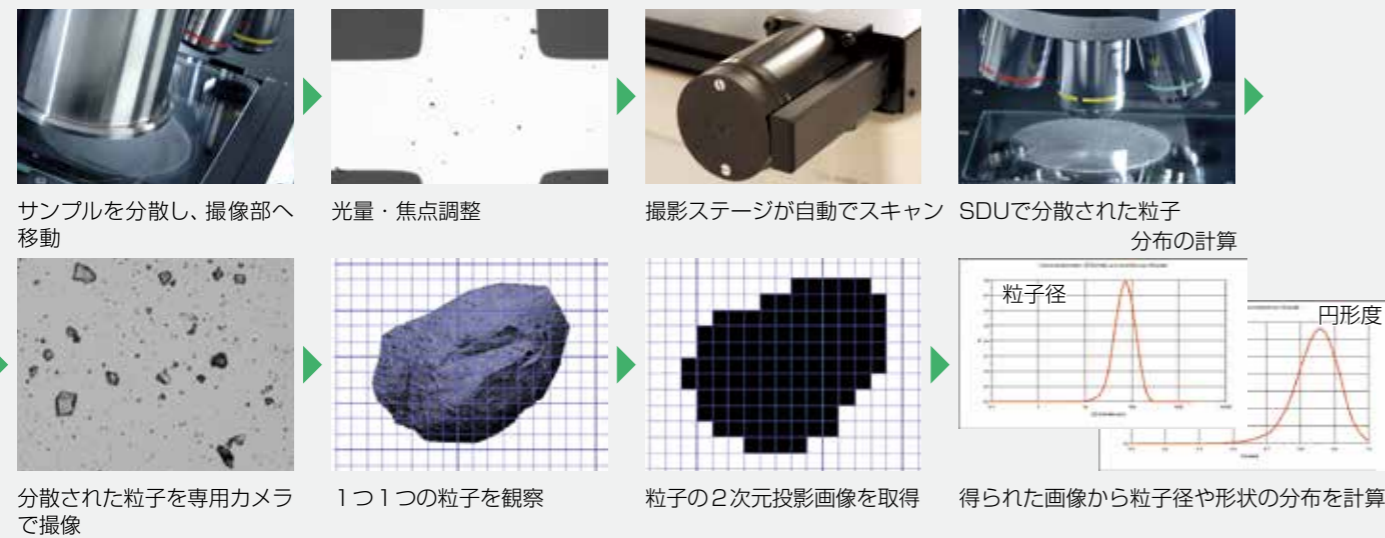 サンプルを分散し、撮像部へ
移動
光量・焦点調整
撮影ステージが自動でスキャン
SDUで分散された粒子
分布の計算
粒子径
円形度
分散された粒子を専用カメラ
で撮像
1つ1つの粒子を観察
粒子の2次元投影画像を取得
得られた画像から粒子径や形状の分布を計算